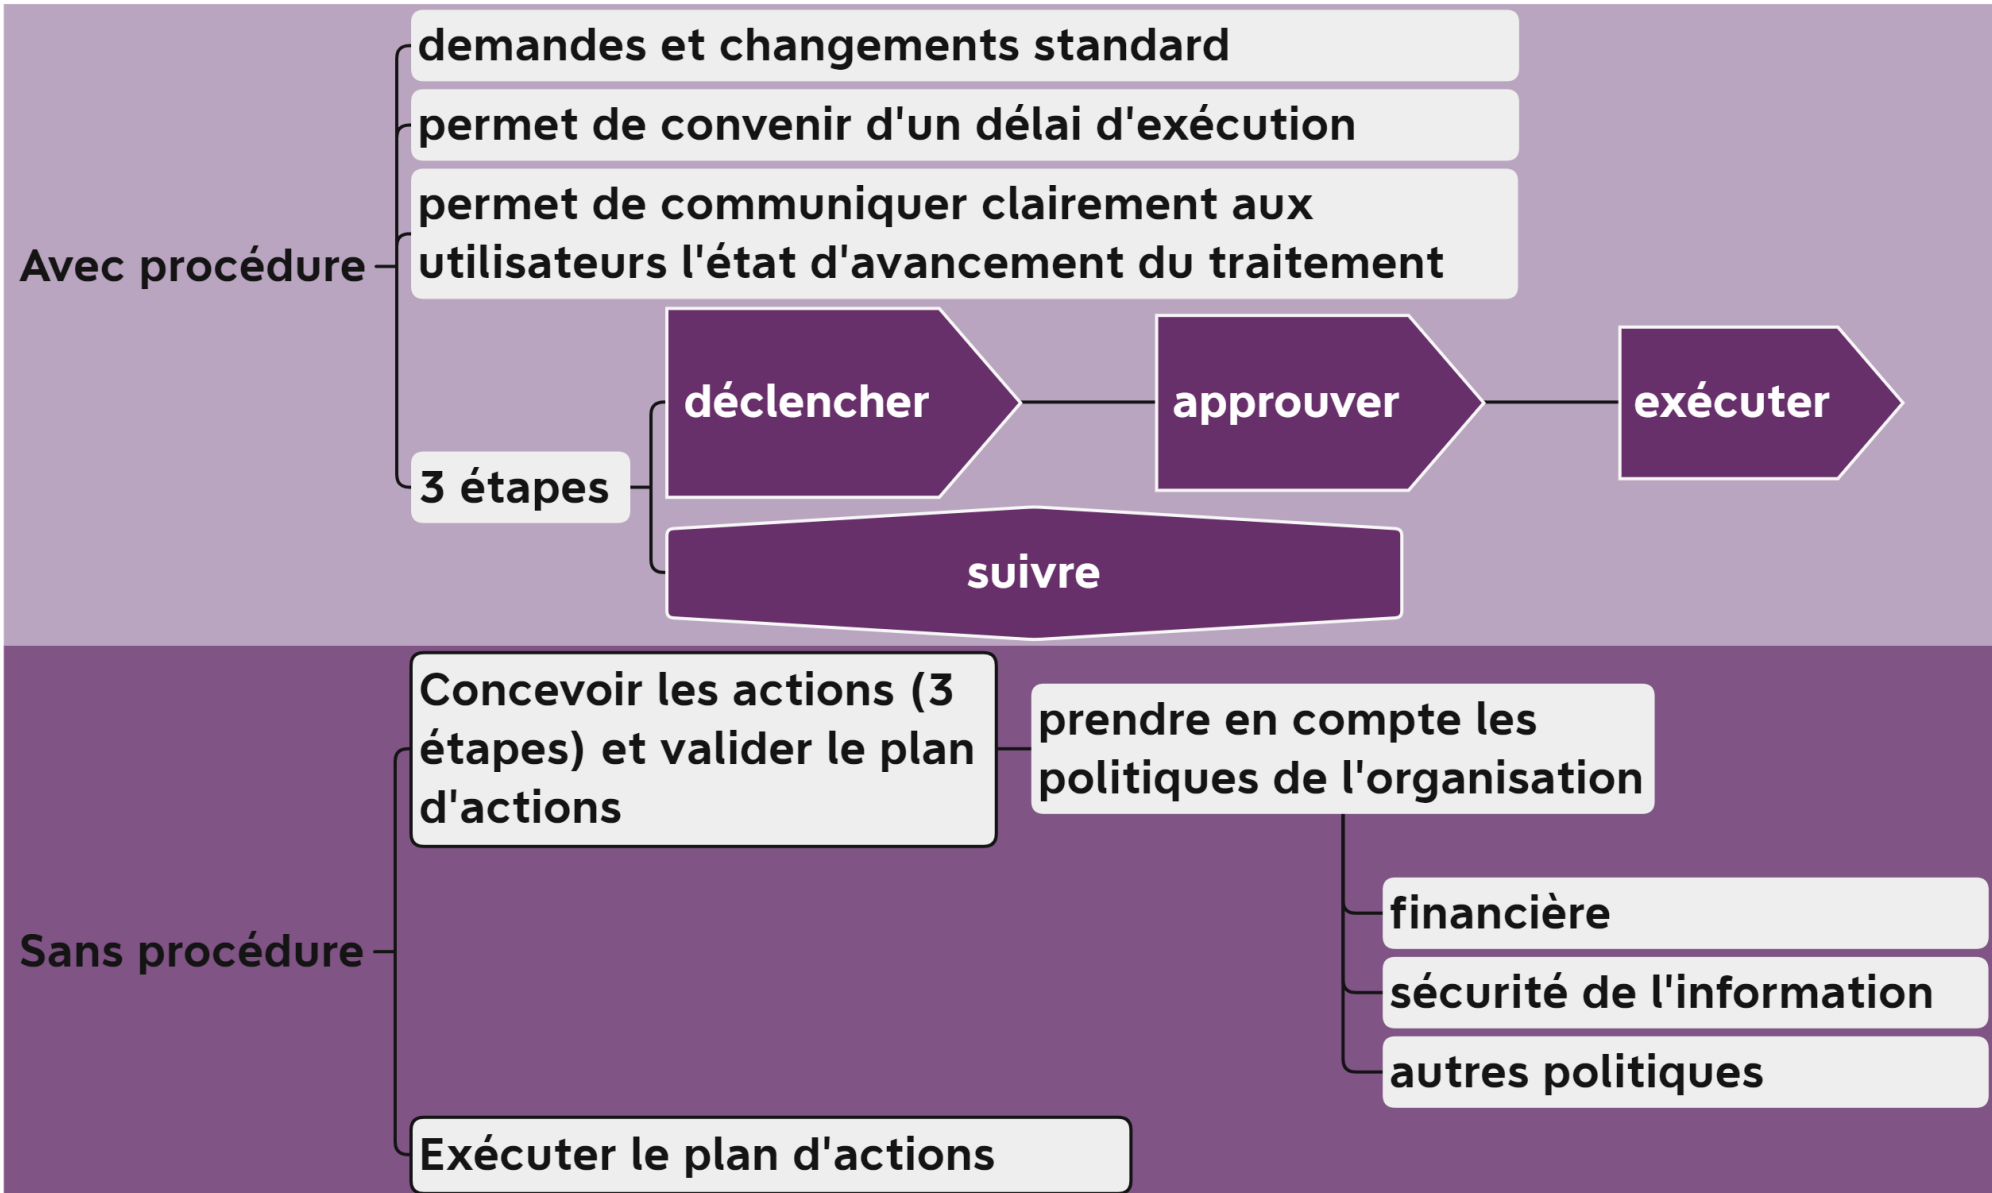 Avec procédure
demandes et changements standard
permet de convenir d'un délai d'exécution
permet de communiquer clairement aux
utilisateurs l'état d'avancement du traitement
3 étapes
déclencher
approuver
exécuter
suivre
Sans procédure
Concevoir les actions (3
étapes) et valider le plan
d'actions
prendre en compte les
politiques de l'organisation
financière
sécurité de l'information
autres politiques
Exécuter le plan d'actions